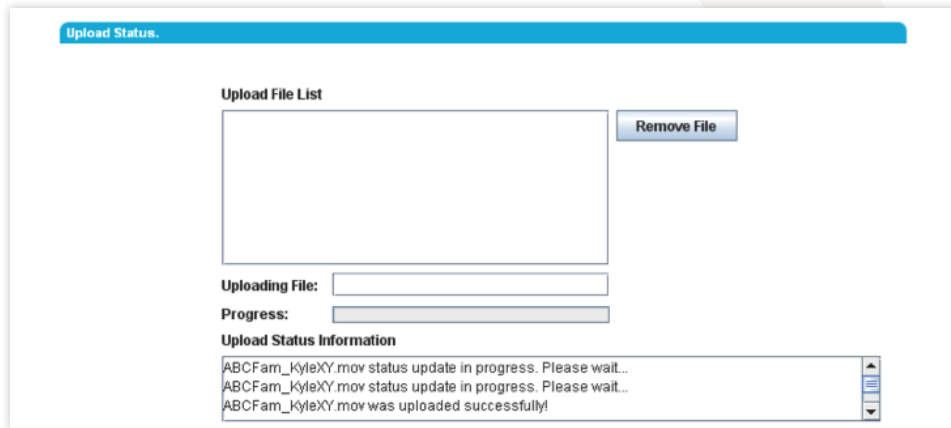 Upload Status.
Upload File List
Remove File
Uploading File:
Progress:
Upload Status Information
ABCFam_KyleXY.mov status update in progress. Please wait...
ABCFam_KyleXY.mov status update in progress. Please wait...
ABCFam_KyleXY.mov was uploaded successfully!